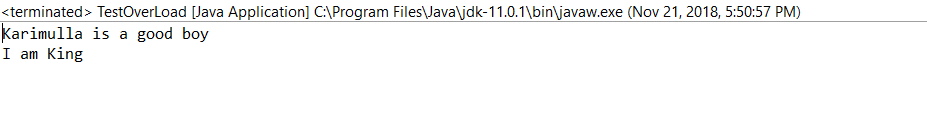 <terminated> TestOverLoad [Java Application] C:\Program Files\Java\jdk-11.0.1\bin\javaw.exe (Nov 21, 2018, 5:50:57 PM)
Karimulla is a good boy
I am King